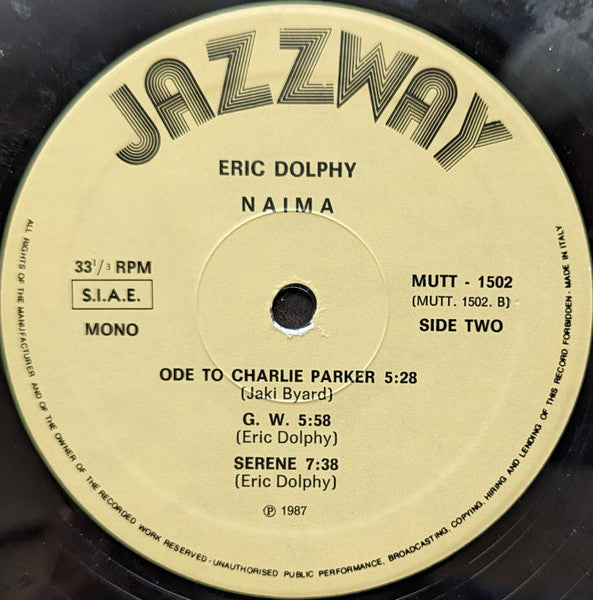 JAZZWAY
ERIC DOLPHY
NAIMA
33 1/3 RPM
S.I.A.E.
MONO
MUTT - 1502
(MUTT. 1502. B)
SIDE TWO
ODE TO CHARLIE PARKER 5:28
(Jaki Byard)
G. W. 5:58
(Eric Dolphy)
SERENE 7:38
(Eric Dolphy)
℗ 1987
ALL RIGHTS OF THE MANUFACTURER AND OF THE OWNER OF THE RECORDED WORK RESERVED - UNAUTHORISED PUBLIC PERFORMANCE, BROADCASTING, COPYING, HIRING AND LENDING OF THIS RECORD FORBIDDEN - MADE IN ITALY